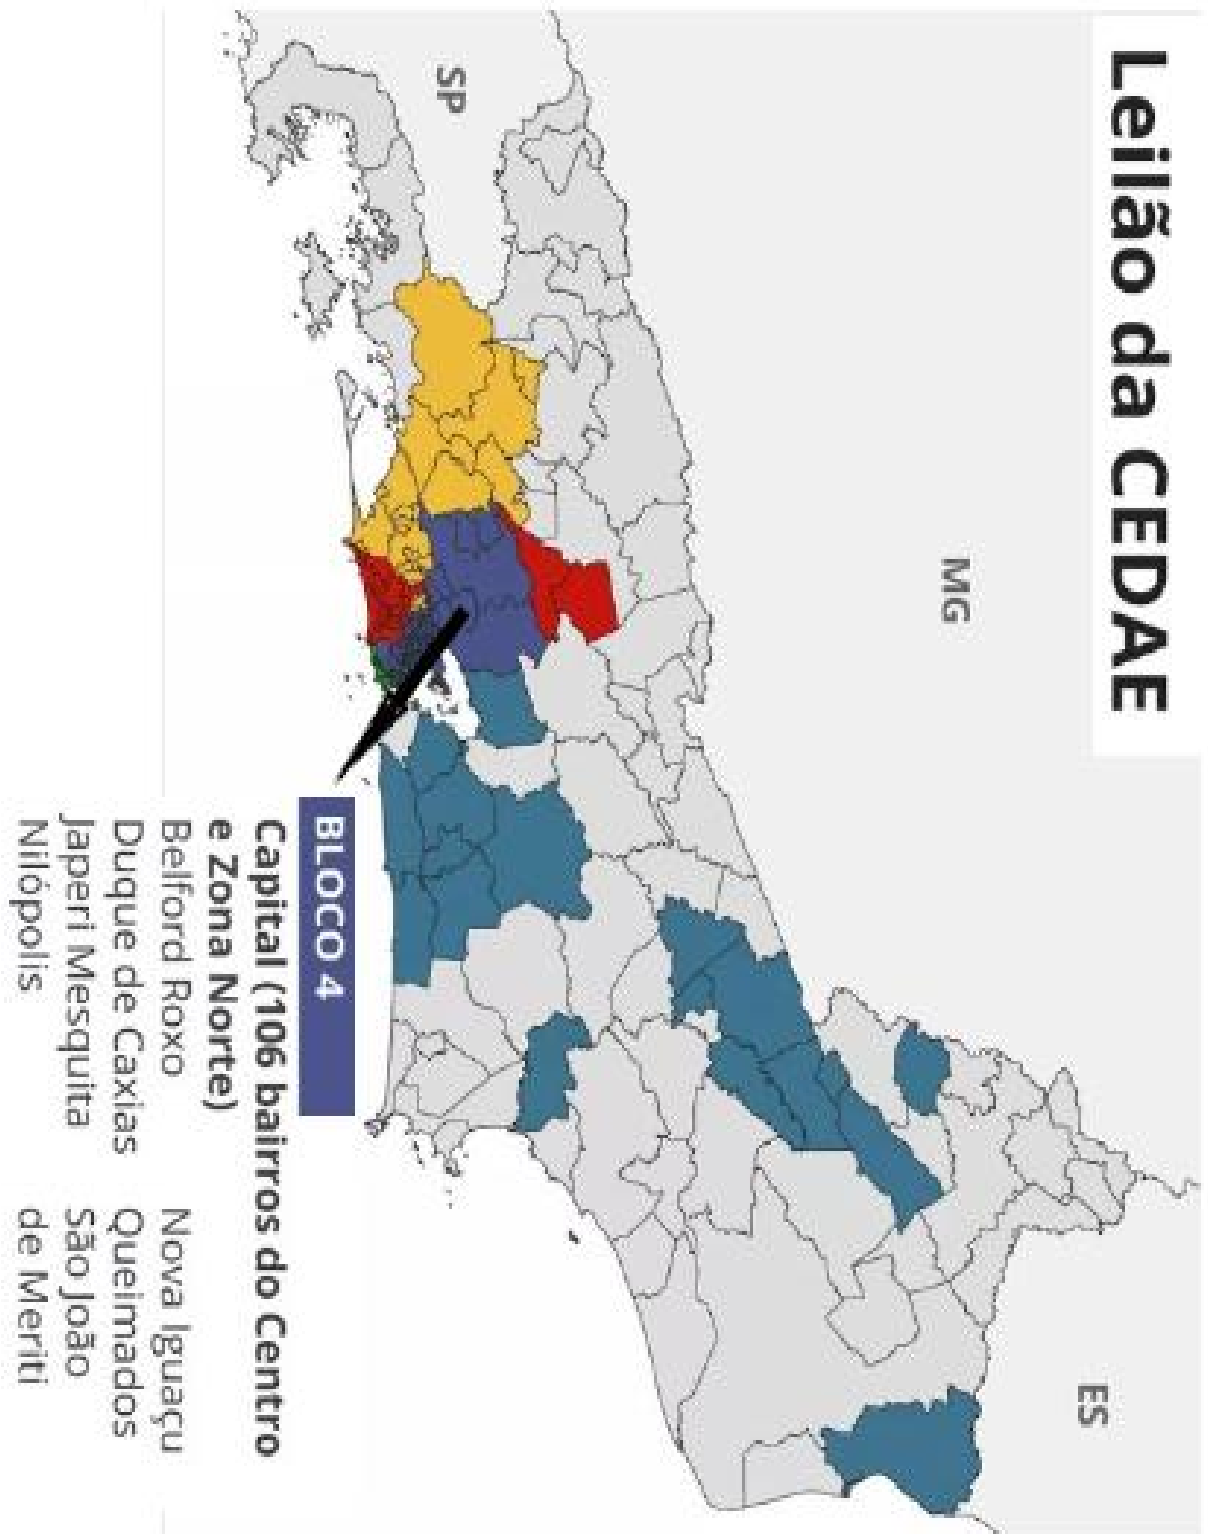 Leilão da CEDAE
MG
SP
ES
BLOCO 4
Capital (106 bairros do Centro
e Zona Norte)
Belford Roxo
Duque de Caxias
Japeri Mesquita
Nilópolis
Nova Iguaçu
Queimados
São João
de Meriti